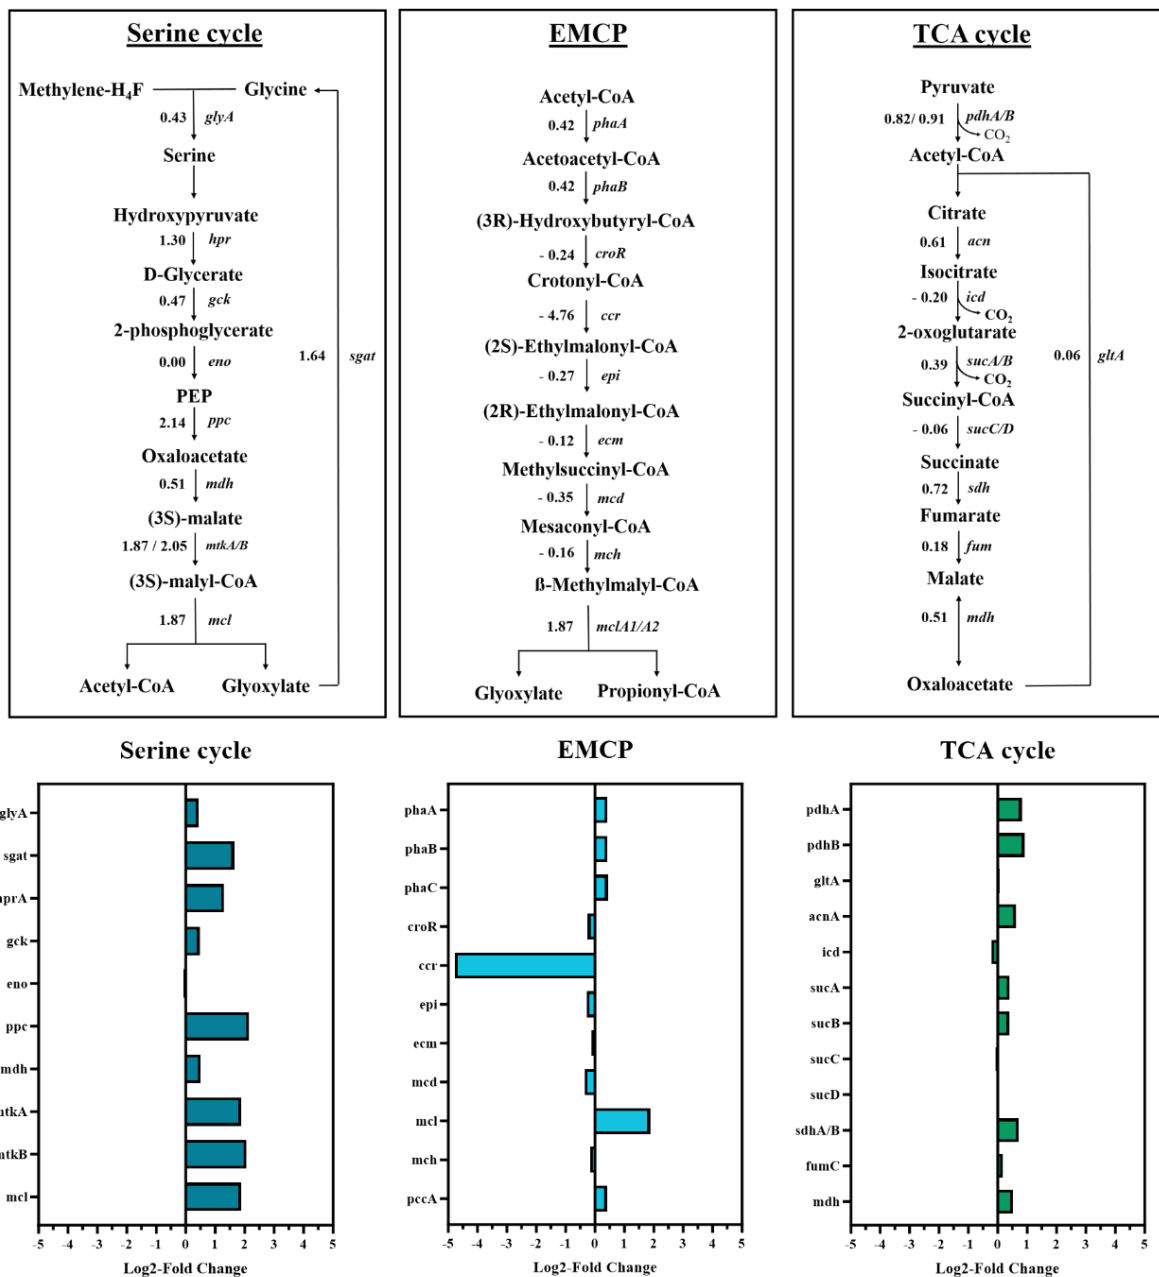 Serine cycle
Methylene-H₄F
Glycine
0.43
glyA
Serine
Hydroxypyruvate
1.30
hpr
D-Glycerate
0.47
gck
2-phosphoglycerate
0.00
eno
1.64
sgat
PEP
2.14
ppc
Oxaloacetate
0.51
mdh
(3S)-malate
1.87 / 2.05
mtkA/B
(3S)-malyl-CoA
1.87
mcl
Acetyl-CoA
Glyoxylate
EMCP
Acetyl-CoA
0.42
phaA
Acetoacetyl-CoA
0.42
phaB
(3R)-Hydroxybutyryl-CoA
- 0.24
croR
Crotonyl-CoA
- 4.76
ccr
(2S)-Ethylmalonyl-CoA
- 0.27
epi
(2R)-Ethylmalonyl-CoA
- 0.12
ecm
Methylsuccinyl-CoA
- 0.35
mcd
Mesaconyl-CoA
- 0.16
mch
ß-Methylmalyl-CoA
1.87
mclA1/A2
Glyoxylate
Propionyl-CoA
TCA cycle
Pyruvate
0.82/ 0.91
pdhA/B
CO₂
Acetyl-CoA
Citrate
0.61
acn
Isocitrate
- 0.20
icd
CO₂
2-oxoglutarate
0.39
sucA/B
CO₂
0.06
gltA
Succinyl-CoA
- 0.06
sucC/D
Succinate
0.72
sdh
Fumarate
0.18
fum
Malate
0.51
mdh
Oxaloacetate
Serine cycle
glyA
sgat
gck
eno
ppc
mdh
mcl
-5 -4 -3 -2 -1 0 1 2 3 4 5
Log2-Fold Change
EMCP
phaA
phaB
phaC
croR
ccr
epi
ecm
mcd
mcl
mch
pccA
-5 -4 -3 -2 -1 0 1 2 3 4 5
Log2-Fold Change
TCA cycle
pdhA
pdhB
gltA
acnA
icd
sucA
sucB
sucC
sucD
sdhA/B
fumC
mdh
-5 -4 -3 -2 -1 0 1 2 3 4 5
Log2-Fold Change